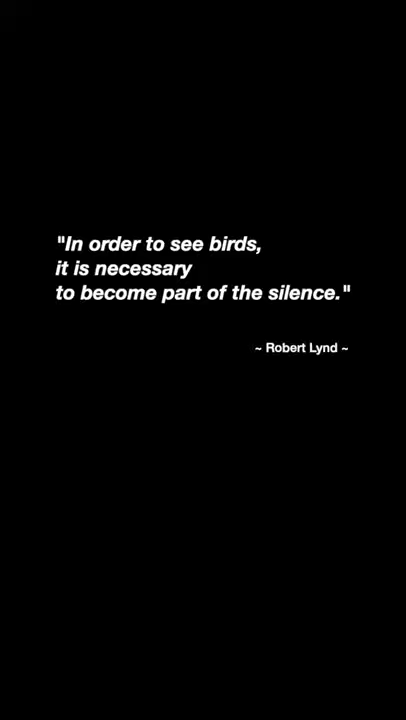 "In order to see birds,
it is necessary
to become part of the silence."
~ Robert Lynd ~